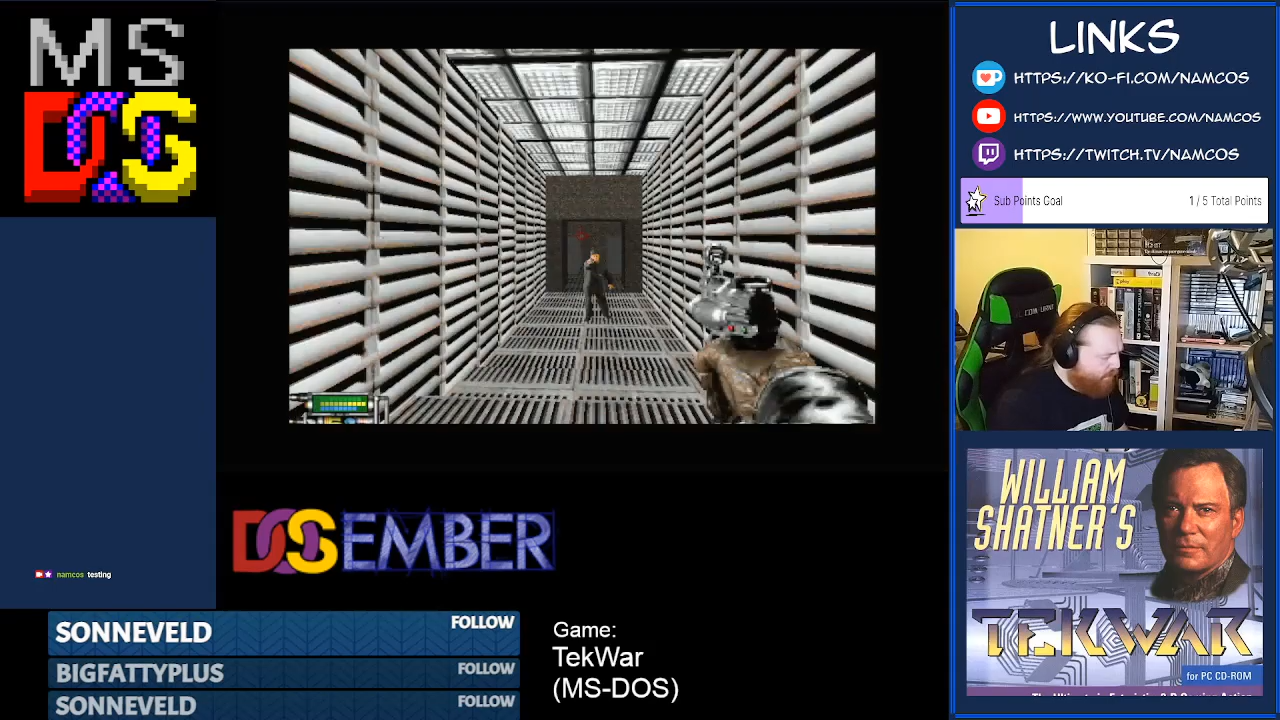 MS
DOS
LINKS
HTTPS://KO-FI.COM/NAMCOS
HTTPS://WWW.YOUTUBE.COM/NAMCOS
HTTPS://TWITCH.TV/NAMCOS
Sub Points Goal 1 / 5 Total Points
WILLIAM
SHATNER'S
TEKWAR
for PC CD-ROM
DOSEMBER
namcos testing
SONNEVELD FOLLOW
BIGFATTYPLUS FOLLOW
SONNEVELD FOLLOW
Game:
TekWar
(MS-DOS)